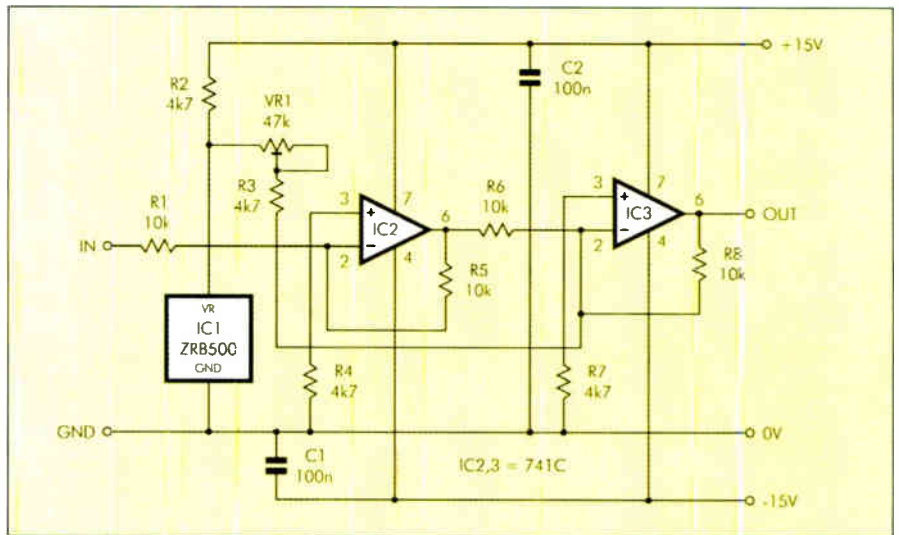 +15V
R2
4k7
C2
100n
VR1
47k
R3
4k7
R1
10k
IN
3
+
IC2
-
2
7
6
4
R6
10k
3
+
IC3
-
2
7
6
4
OUT
R5
10k
R8
10k
VR
IC1
ZRB500
GND
R4
4k7
R7
4k7
GND
0V
C1
100n
IC2,3 = 741C
-15V